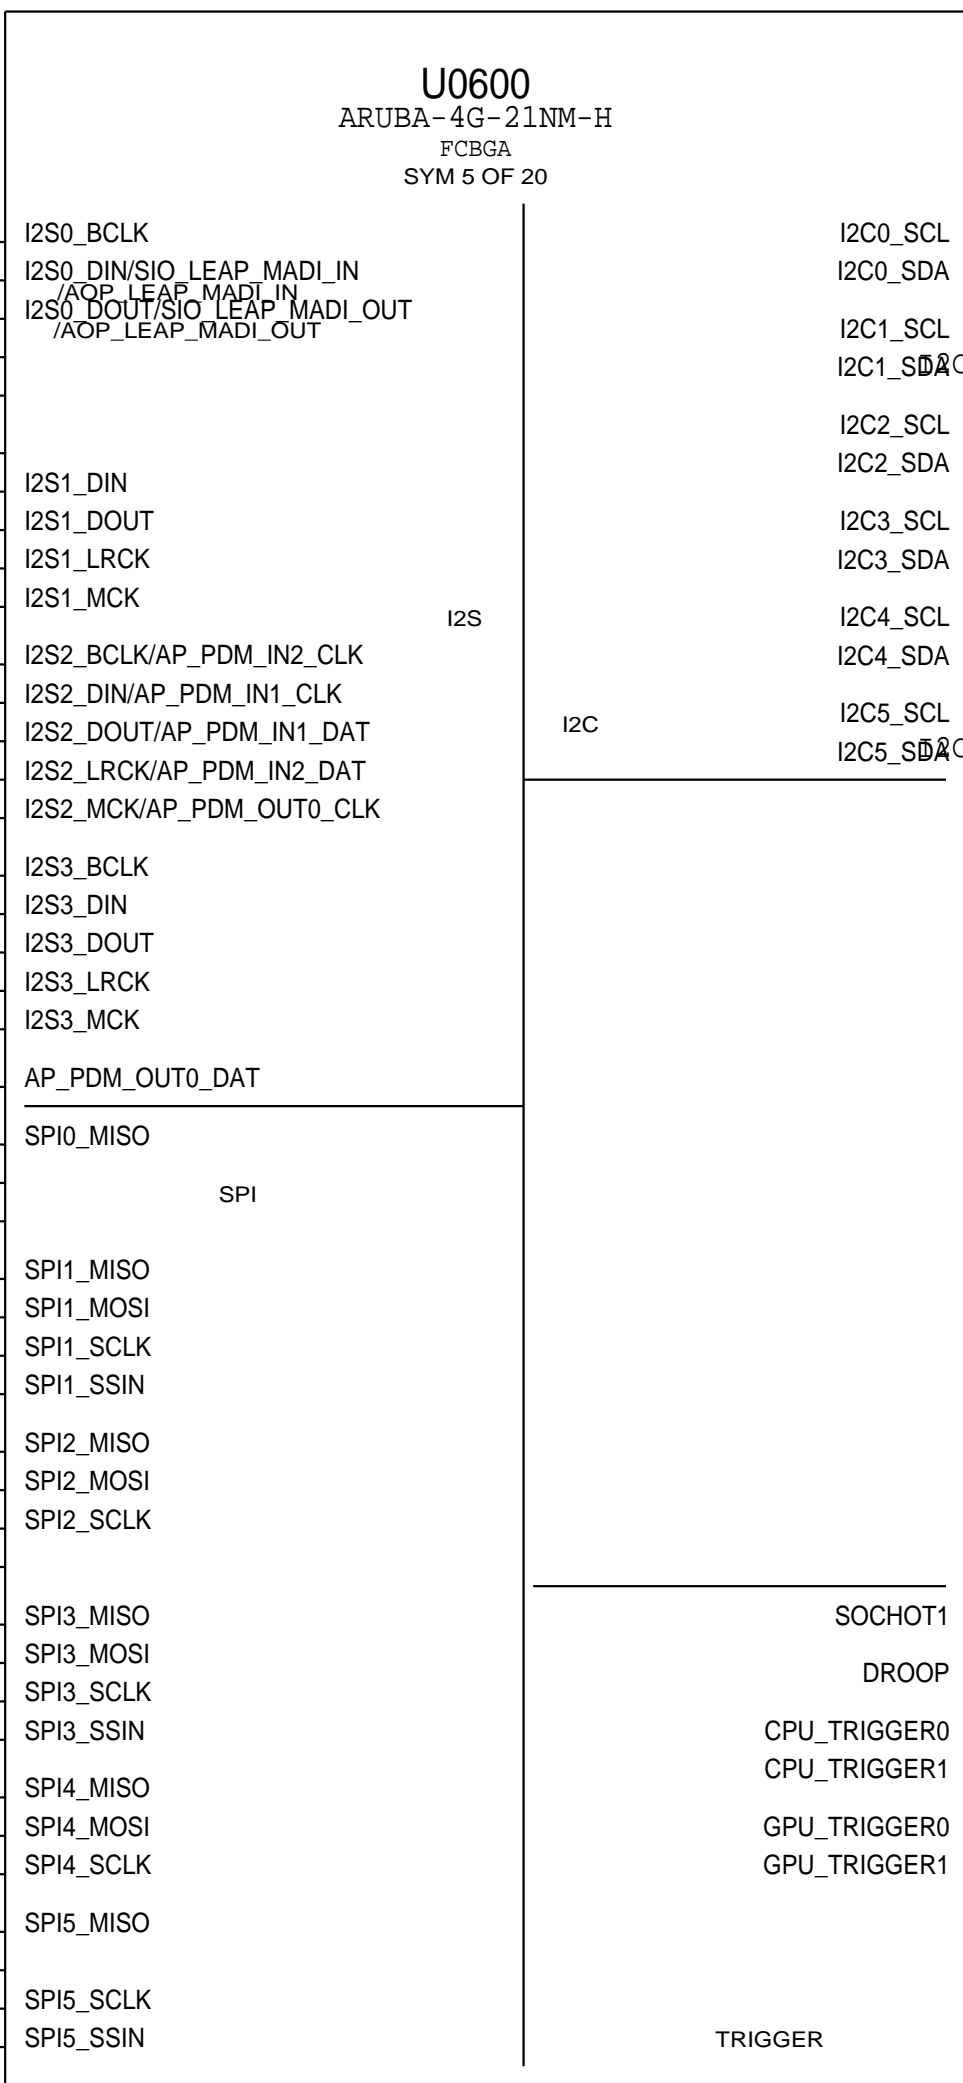 U0600
ARUBA-4G-21NM-H
FCBGA
SYM 5 OF 20
I2S0_BCLK
I2S0_DIN/SIO_LEAP_MADI_IN
/AOP_LEAP_MADI_IN
I2S0_DOUT/SIO_LEAP_MADI_OUT
/AOP_LEAP_MADI_OUT
I2S1_DIN
I2S1_DOUT
I2S1_LRCK
I2S1_MCK
I2S
I2S2_BCLK/AP_PDM_IN2_CLK
I2S2_DIN/AP_PDM_IN1_CLK
I2S2_DOUT/AP_PDM_IN1_DAT
I2S2_LRCK/AP_PDM_IN2_DAT
I2S2_MCK/AP_PDM_OUT0_CLK
I2S3_BCLK
I2S3_DIN
I2S3_DOUT
I2S3_LRCK
I2S3_MCK
AP_PDM_OUT0_DAT
SPI0_MISO
SPI
SPI1_MISO
SPI1_MOSI
SPI1_SCLK
SPI1_SSIN
SPI2_MISO
SPI2_MOSI
SPI2_SCLK
SPI3_MISO
SPI3_MOSI
SPI3_SCLK
SPI3_SSIN
SPI4_MISO
SPI4_MOSI
SPI4_SCLK
SPI5_MISO
SPI5_SCLK
SPI5_SSIN
I2C0_SCL
I2C0_SDA
I2C1_SCL
I2C1_SDA
I2C2_SCL
I2C2_SDA
I2C3_SCL
I2C3_SDA
I2C4_SCL
I2C4_SDA
I2C5_SCL
I2C
I2C5_SDA
SOCHOT1
DROOP
CPU_TRIGGER0
CPU_TRIGGER1
GPU_TRIGGER0
GPU_TRIGGER1
TRIGGER